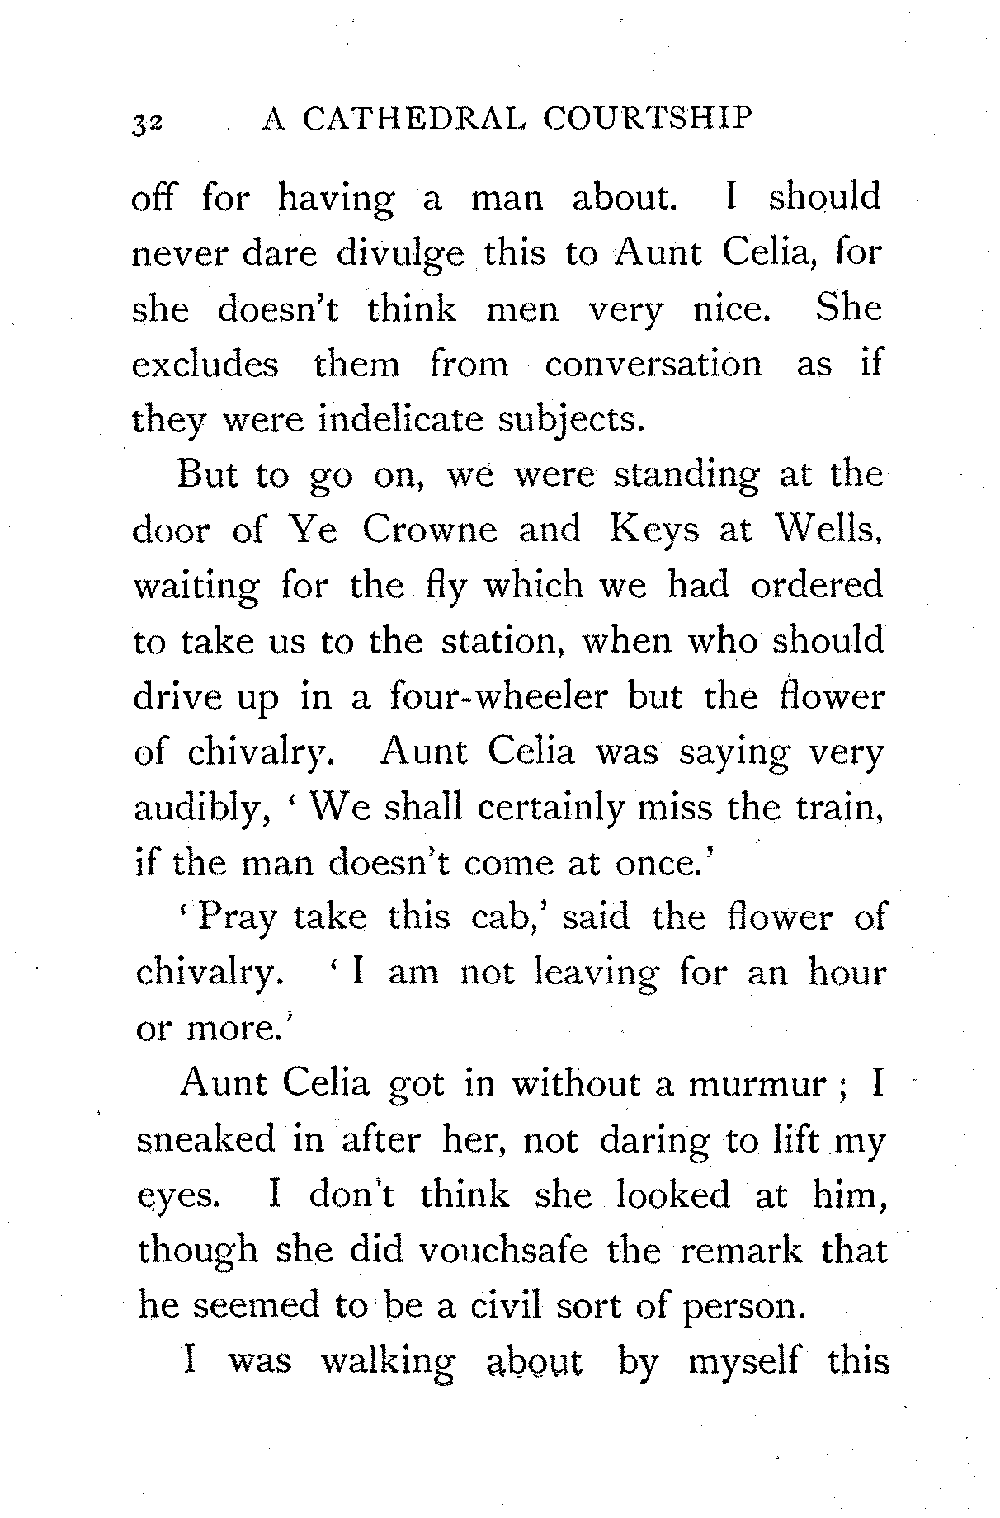 32 A CATHEDRAL COURTSHIP
off for having a man about. I should
never dare divulge this to Aunt Celia, for
she doesn't think men very nice. She
excludes them from conversation as if
they were indelicate subjects.
But to go on, we were standing at the
door of Ye Crowne and Keys at Wells,
waiting for the fly which we had ordered
to take us to the station, when who should
drive up in a four-wheeler but the flower
of chivalry. Aunt Celia was saying very
audibly, ‘ We shall certainly miss the train,
if the man doesn't come at once.’
‘ Pray take this cab,’ said the flower of
chivalry. ‘ I am not leaving for an hour
or more.’
Aunt Celia got in without a murmur ; I
sneaked in after her, not daring to lift my
eyes. I don't think she looked at him,
though she did vouchsafe the remark that
he seemed to be a civil sort of person.
I was walking about by myself this